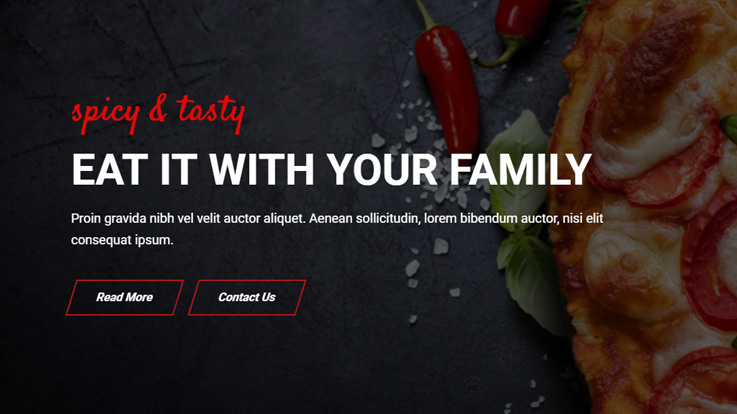 spicy & tasty
EAT IT WITH YOUR FAMILY
Proin gravida nibh vel velit auctor aliquet. Aenean sollicitudin, lorem bibendum auctor, nisi elit
consequat ipsum.
Read More
Contact Us